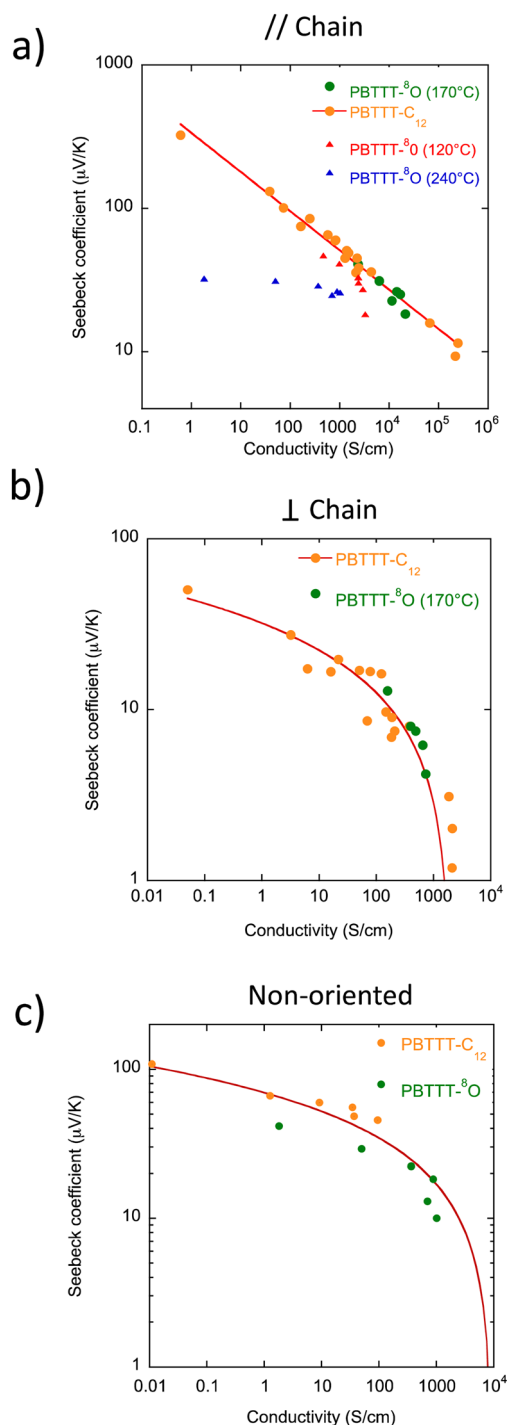 a)
// Chain
1000
100
10
Seebeck coefficient (μV/K)
PBTTT-⁸O (170°C)
PBTTT-C₁₂
PBTTT-⁸0 (120°C)
PBTTT-⁸O (240°C)
0.1 1 10 100 1000 10⁴ 10⁵ 10⁶
Conductivity (S/cm)
b)
⊥ Chain
100
10
1
Seebeck coefficient (μV/K)
PBTTT-C₁₂
PBTTT-⁸O (170°C)
0.01 0.1 1 10 100 1000 10⁴
Conductivity (S/cm)
c)
Non-oriented
100
10
1
Seebeck coefficient (μV/K)
PBTTT-C₁₂
PBTTT-⁸O
0.01 0.1 1 10 100 1000 10⁴
Conductivity (S/cm)